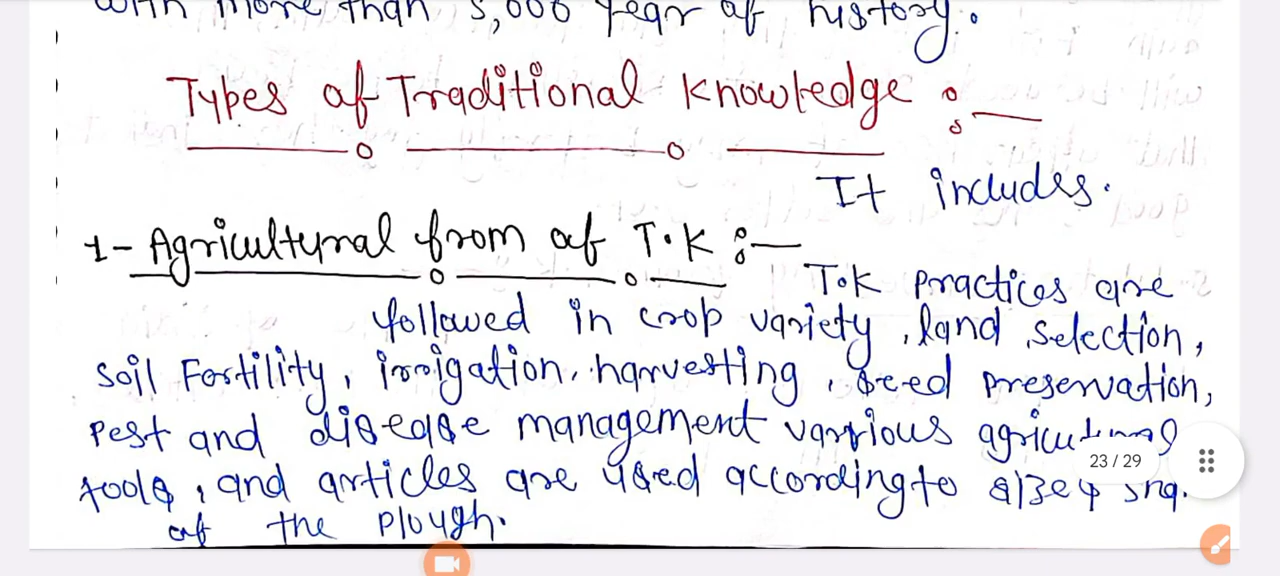 with more than 5,000 year of history.
Types of Traditional Knowledge :-
It includes.
1- Agricultural from of T.K :-
T.K practices are
followed in crop variety, land selection,
soil Fertility, irrigation, harvesting, seed preservation,
Pest and disease management various agricultural
tools, and articles are used according to size &
of the plough.
23 / 29